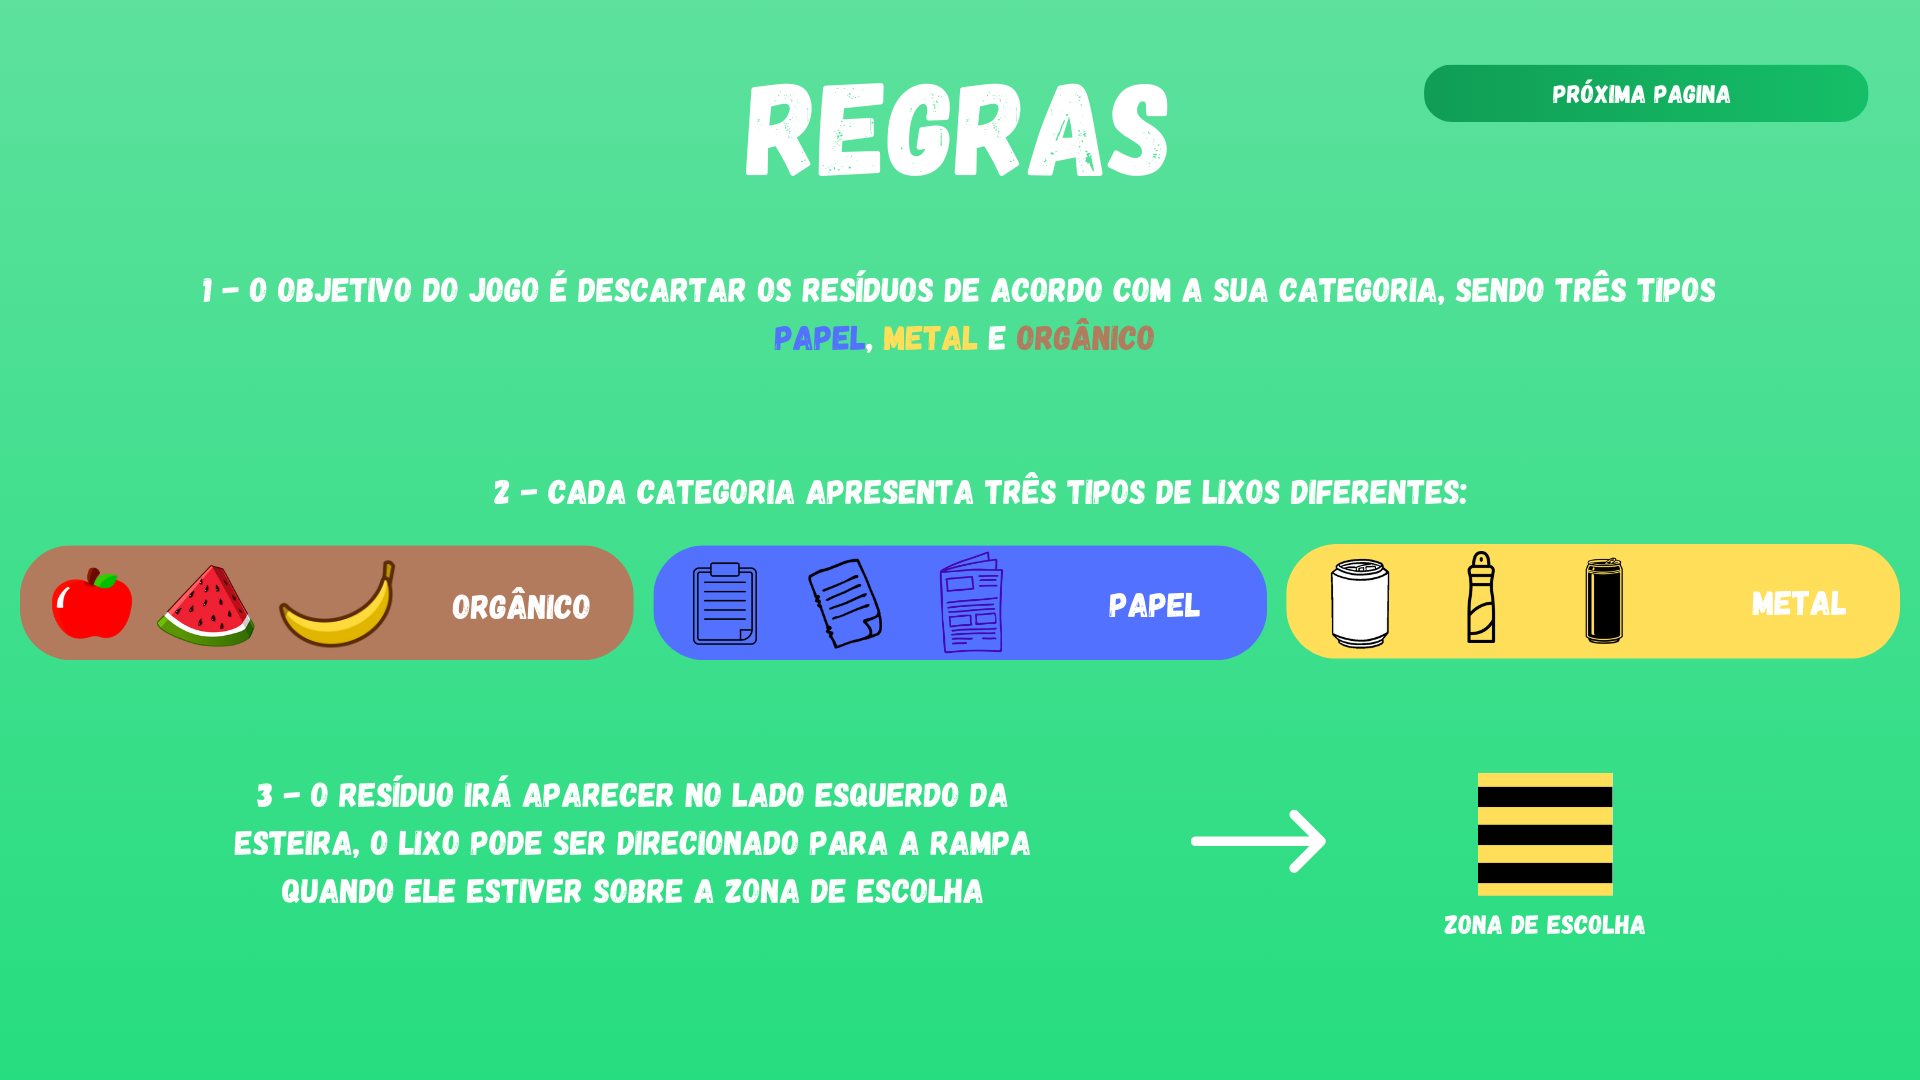 REGRAS
PRÓXIMA PAGINA
1 - O OBJETIVO DO JOGO É DESCARTAR OS RESÍDUOS DE ACORDO COM A SUA CATEGORIA, SENDO TRÊS TIPOS
PAPEL, METAL E ORGÂNICO
2 - CADA CATEGORIA APRESENTA TRÊS TIPOS DE LIXOS DIFERENTES:
ORGÂNICO
PAPEL
METAL
3 - O RESÍDUO IRÁ APARECER NO LADO ESQUERDO DA
ESTEIRA, O LIXO PODE SER DIRECIONADO PARA A RAMPA
QUANDO ELE ESTIVER SOBRE A ZONA DE ESCOLHA
ZONA DE ESCOLHA